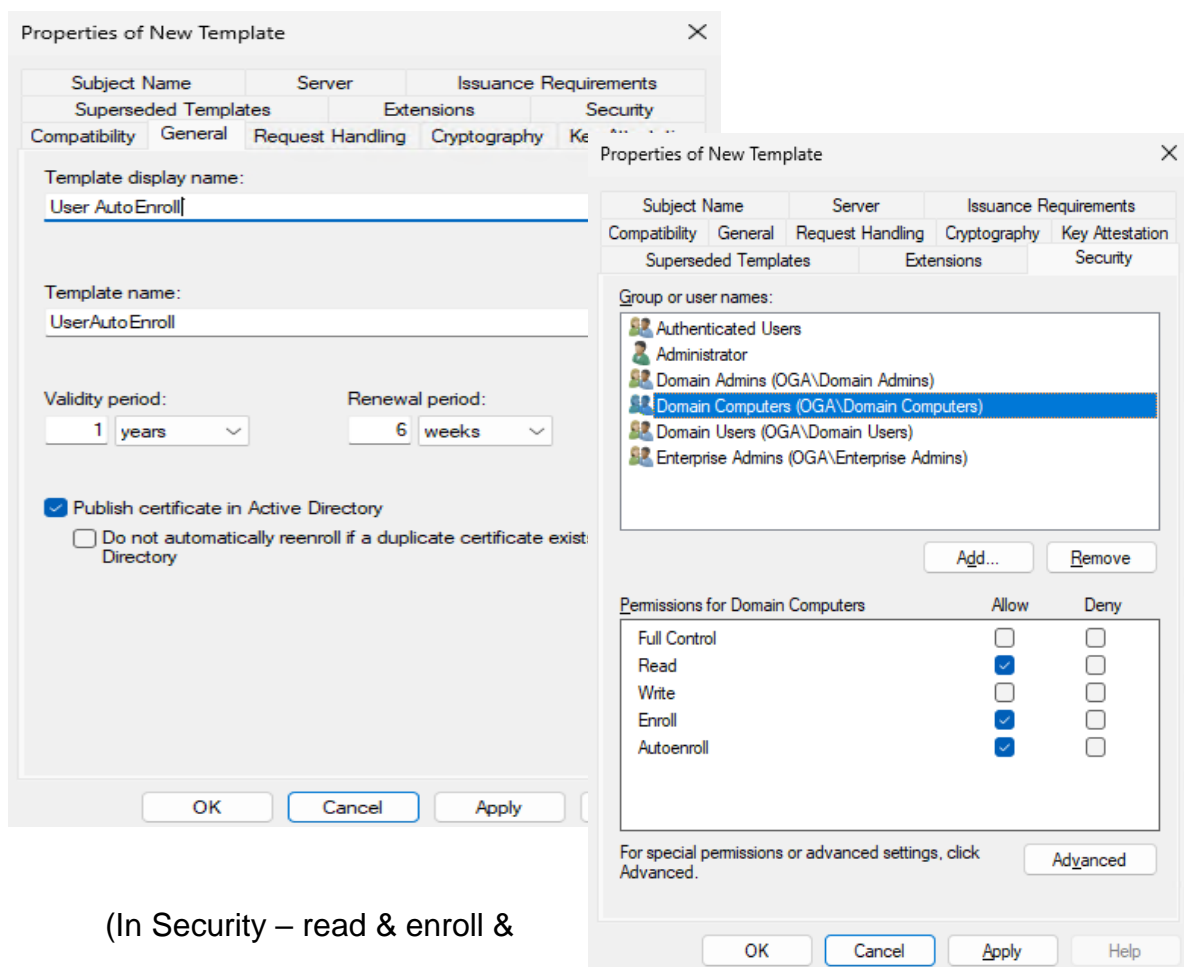 Properties of New Template
Subject Name Server Issuance Requirements
Superseded Templates Extensions Security
Compatibility General Request Handling Cryptography
Template display name:
User AutoEnroll
Template name:
UserAutoEnroll
Validity period: Renewal period:
1 years 6 weeks
Publish certificate in Active Directory
Do not automatically reenroll if a duplicate certificate
Directory
OK Cancel Apply
Properties of New Template
Subject Name Server Issuance Requirements
Compatibility General Request Handling Cryptography Key Attestation
Superseded Templates Extensions Security
Group or user names:
Authenticated Users
Administrator
Domain Admins (OGA\Domain Admins)
Domain Computers (OGA\Domain Computers)
Domain Users (OGA\Domain Users)
Enterprise Admins (OGA\Enterprise Admins)
Add... Remove
Permissions for Domain Computers Allow Deny
Full Control
Read
Write
Enroll
Autoenroll
For special permissions or advanced settings, click
Advanced.
Advanced
OK Cancel Apply Help
(In Security – read & enroll &